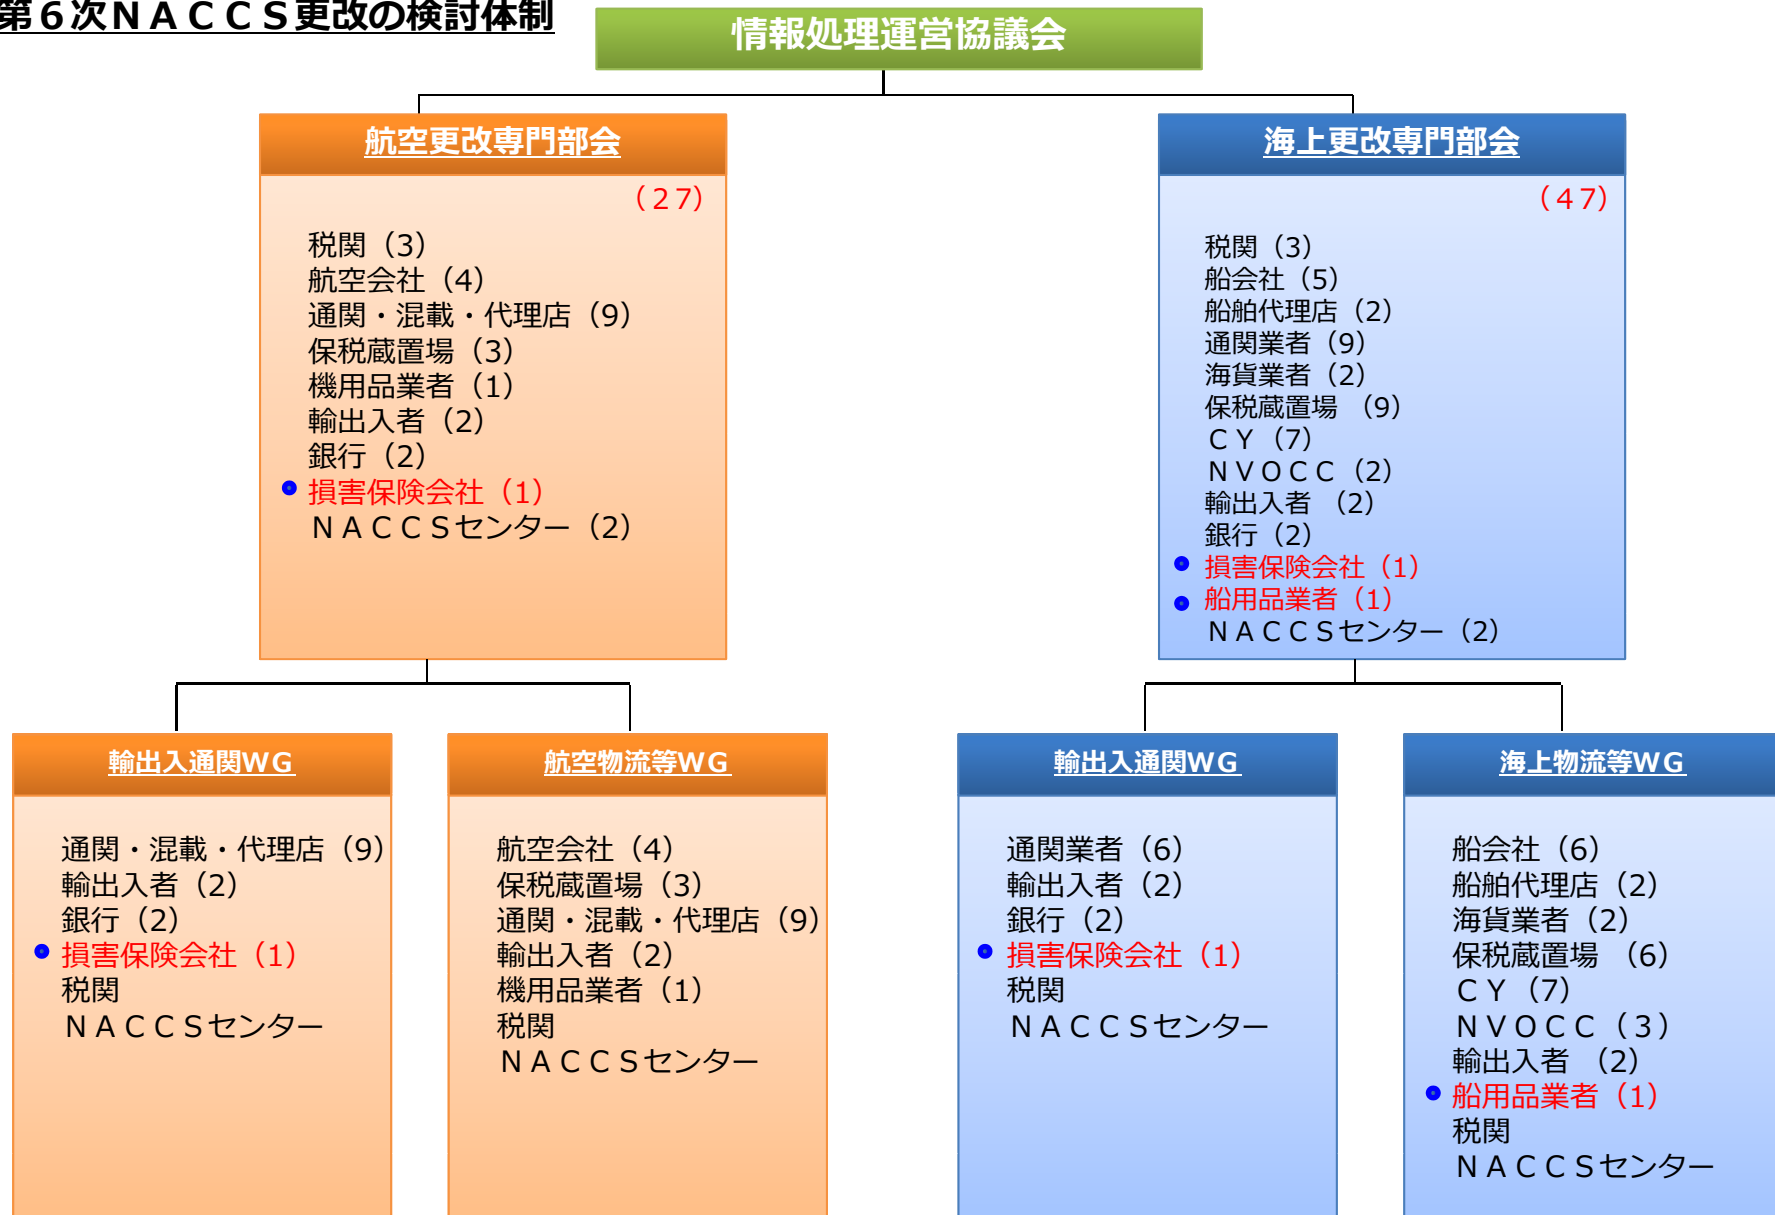 第６次ＮＡＣＣＳ更改の検討体制
情報処理運営協議会
航空更改専門部会
（２７）
税関（3）
航空会社（4）
通関・混載・代理店（9）
保税蔵置場（3）
機用品業者（1）
輸出入者（2）
銀行（2）
損害保険会社（1）
ＮＡＣＣＳセンター（2）
海上更改専門部会
（４７）
税関（3）
船会社（5）
船舶代理店（2）
通関業者（9）
海貨業者（2）
保税蔵置場　（9）
ＣＹ（7）
ＮＶＯＣＣ（2）
輸出入者　（2）
銀行（2）
損害保険会社（1）
船用品業者（1）
ＮＡＣＣＳセンター（2）
輸出入通関ＷＧ
通関・混載・代理店（9）
輸出入者（2）
銀行（2）
損害保険会社（1）
税関
ＮＡＣＣＳセンター
航空物流等ＷＧ
航空会社（4）
保税蔵置場（3）
通関・混載・代理店（9）
輸出入者（2）
機用品業者（1）
税関
ＮＡＣＣＳセンター
輸出入通関ＷＧ
通関業者（6）
輸出入者（2）
銀行（2）
損害保険会社（1）
税関
ＮＡＣＣＳセンター
海上物流等ＷＧ
船会社（6）
船舶代理店（2）
海貨業者（2）
保税蔵置場　（6）
ＣＹ（7）
ＮＶＯＣＣ（３）
輸出入者　（2）
船用品業者（1）
税関
ＮＡＣＣＳセンター